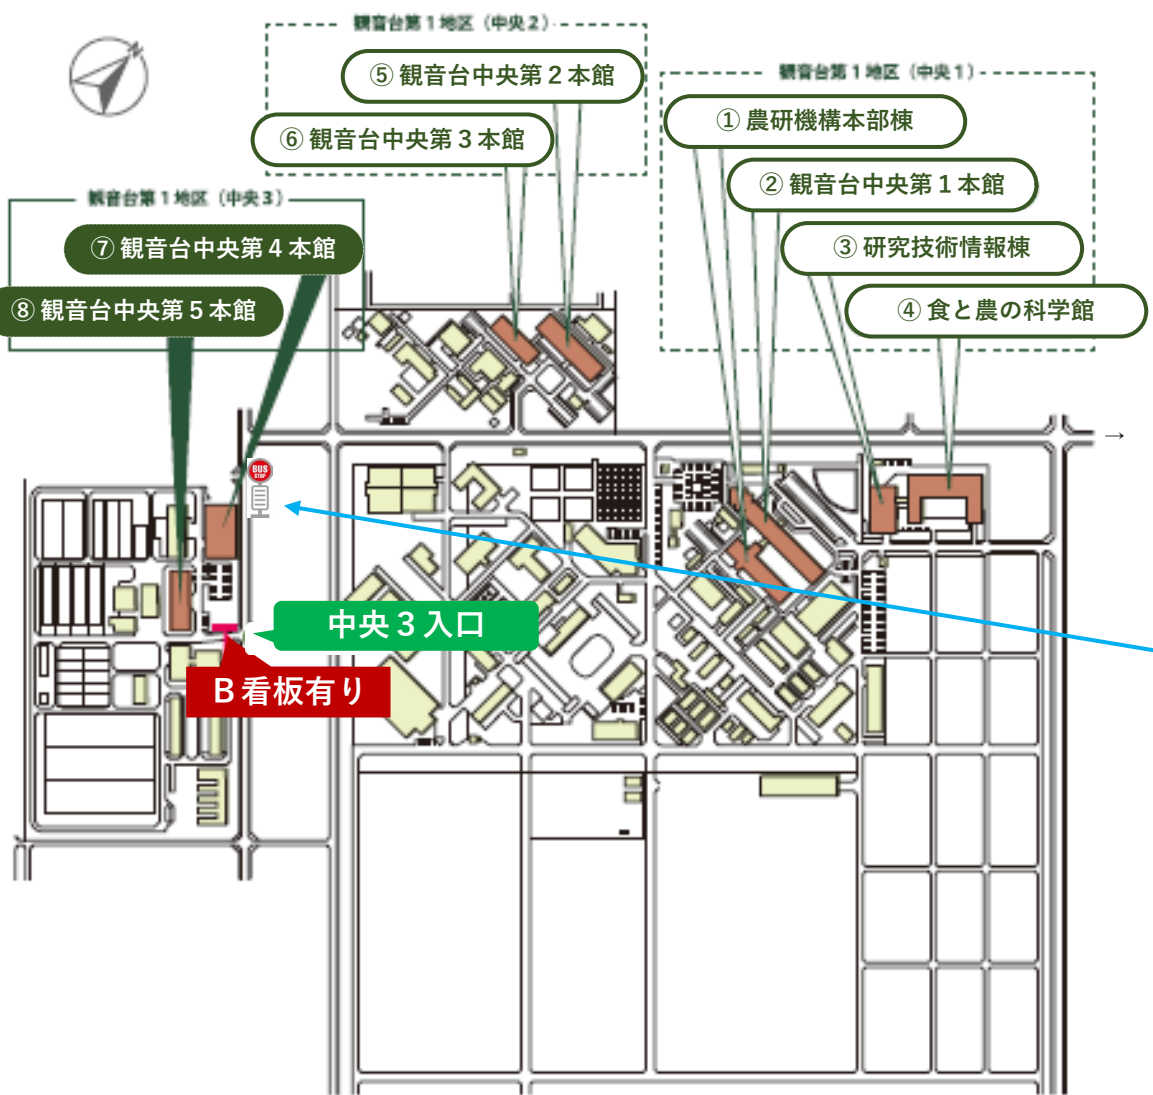 N
観音台第１地区（中央２）
⑤ 観音台中央第２本館
⑥ 観音台中央第３本館
観音台第１地区（中央１）
① 農研機構本部棟
② 観音台中央第１本館
③ 研究技術情報棟
④ 食と農の科学館
観音台第１地区（中央３）
⑦ 観音台中央第４本館
⑧ 観音台中央第５本館
→
BUS
STOP
中央３入口
Ｂ看板有り